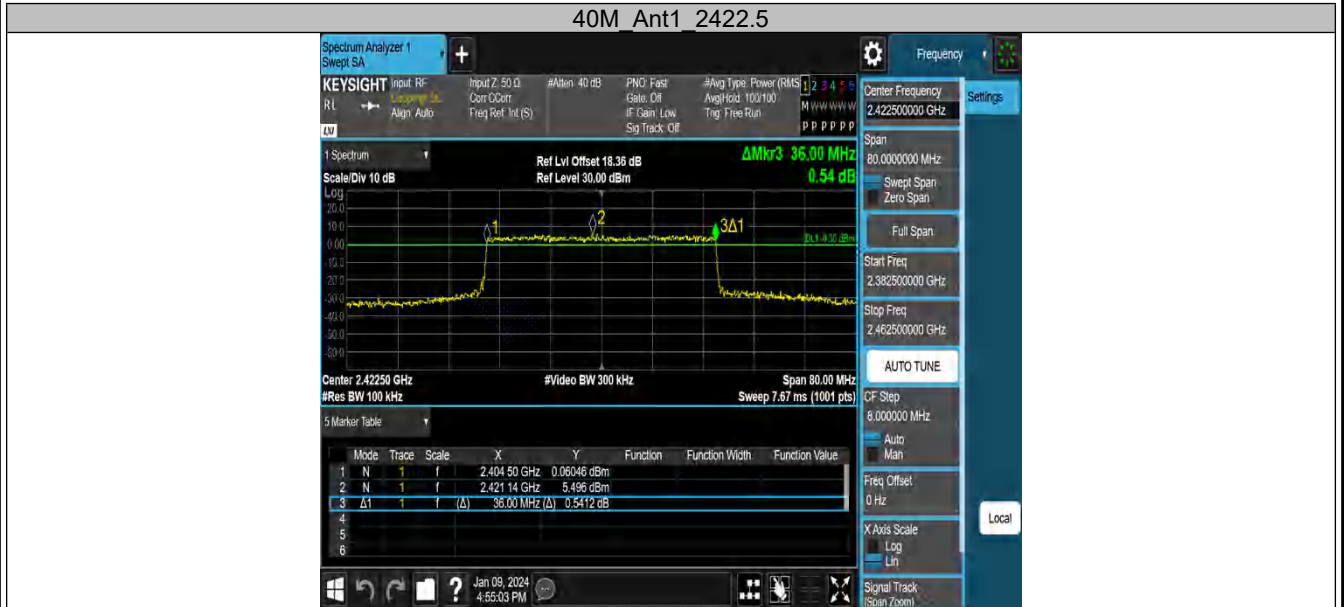 40M_Ant1_2422.5
Spectrum Analyzer 1
Swept SA
+
Frequency
KEYSIGHT
Input: RF
RL
Align: Auto
LXI
Input Z: 50 Ω
Corr CCorr
Freq Ref: Int (S)
#Atten: 40 dB
PNO: Fast
Gate: Off
IF Gain: Low
Sig Track: Off
#Avg Type: Power (RMS
Avg|Hold: 100/100
Trig: Free Run
1 2 3 4 5 6
M W W W W W
P P P P P P
Center Frequency
2.422500000 GHz
Settings
Span
80.0000000 MHz
Swept Span
Zero Span
Full Span
Start Freq
2.382500000 GHz
Stop Freq
2.462500000 GHz
AUTO TUNE
CF Step
8.000000 MHz
Auto
Man
Freq Offset
0 Hz
X Axis Scale
Log
Lin
Signal Track
(Span Zoom)
Local
1 Spectrum
Scale/Div 10 dB
Ref Lvl Offset 18.36 dB
Ref Level 30.00 dBm
ΔMkr3 36.00 MHz
0.54 dB
Log
20.0
10.0
0.00
-10.0
-20.0
-30.0
-40.0
-50.0
-60.0
1
2
3Δ1
Center 2.42250 GHz
#Res BW 100 kHz
#Video BW 300 kHz
Span 80.00 MHz
Sweep 7.67 ms (1001 pts)
5 Marker Table
Mode Trace Scale X Y Function Function Width Function Value
1 N 1 f 2.404 50 GHz 0.06046 dBm
2 N 1 f 2.421 14 GHz 5.496 dBm
3 Δ1 1 f (Δ) 36.00 MHz (Δ) 0.5412 dB
4
5
6
?
Jan 09, 2024
4:55:03 PM